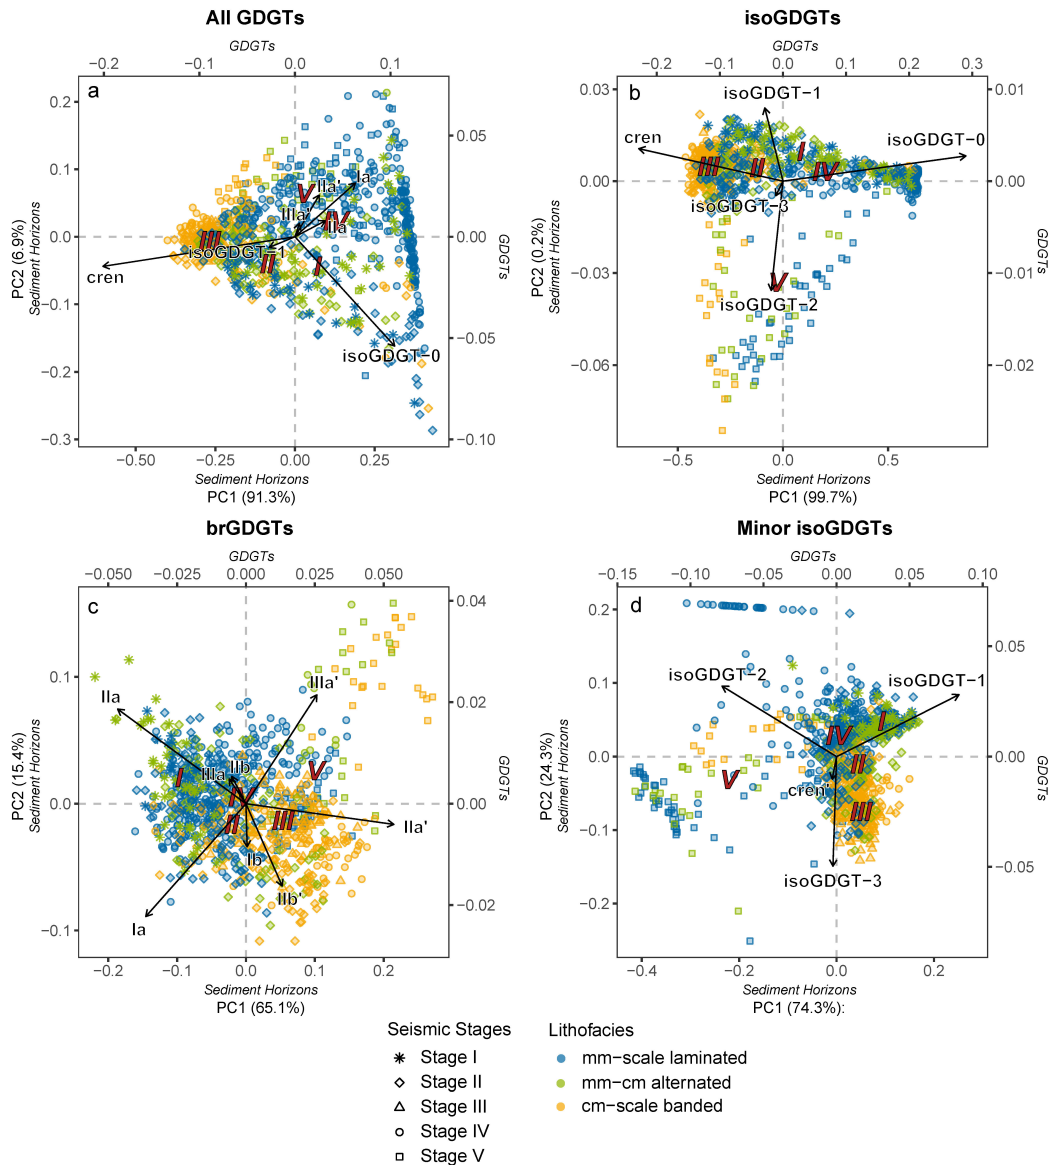 All GDGTs
GDGTs
−0.2 −0.1 0.0 0.1
a
PC2 (6.9%)
Sediment Horizons
0.2
0.1
0.0
−0.1
−0.2
−0.3
0.05
0.00
−0.05
−0.10
GDGTs
V
IIa'
Ia
IIIa'
IV
IIa
III
isoGDGT−1
II
I
cren
isoGDGT−0
−0.50 −0.25 0.00 0.25
Sediment Horizons
PC1 (91.3%)
isoGDGTs
GDGTs
−0.2 −0.1 0.0 0.1 0.2 0.3
b
PC2 (0.2%)
Sediment Horizons
0.03
0.00
−0.03
−0.06
0.01
0.00
−0.01
−0.02
GDGTs
isoGDGT−1
cren
isoGDGT−0
I
III
II
IV
isoGDGT−3
V
isoGDGT−2
−0.5 0.0 0.5
Sediment Horizons
PC1 (99.7%)
brGDGTs
GDGTs
−0.050 −0.025 0.000 0.025 0.050
c
PC2 (15.4%)
Sediment Horizons
0.1
0.0
−0.1
0.04
0.02
0.00
−0.02
GDGTs
IIa
IIIa'
IIb
IIIa
I
V
II
III
IIa'
Ib
IIb'
Ia
−0.2 −0.1 0.0 0.1 0.2
Sediment Horizons
PC1 (65.1%)
Minor isoGDGTs
GDGTs
−0.15 −0.10 −0.05 0.00 0.05 0.10
d
PC2 (24.3%)
Sediment Horizons
0.2
0.1
0.0
−0.1
−0.2
0.05
0.00
−0.05
GDGTs
isoGDGT−2
isoGDGT−1
I
IV
II
V
cren'
III
isoGDGT−3
−0.4 −0.2 0.0 0.2
Sediment Horizons
PC1 (74.3%):
Seismic Stages
Stage I
Stage II
Stage III
Stage IV
Stage V
Lithofacies
mm−scale laminated
mm−cm alternated
cm−scale banded